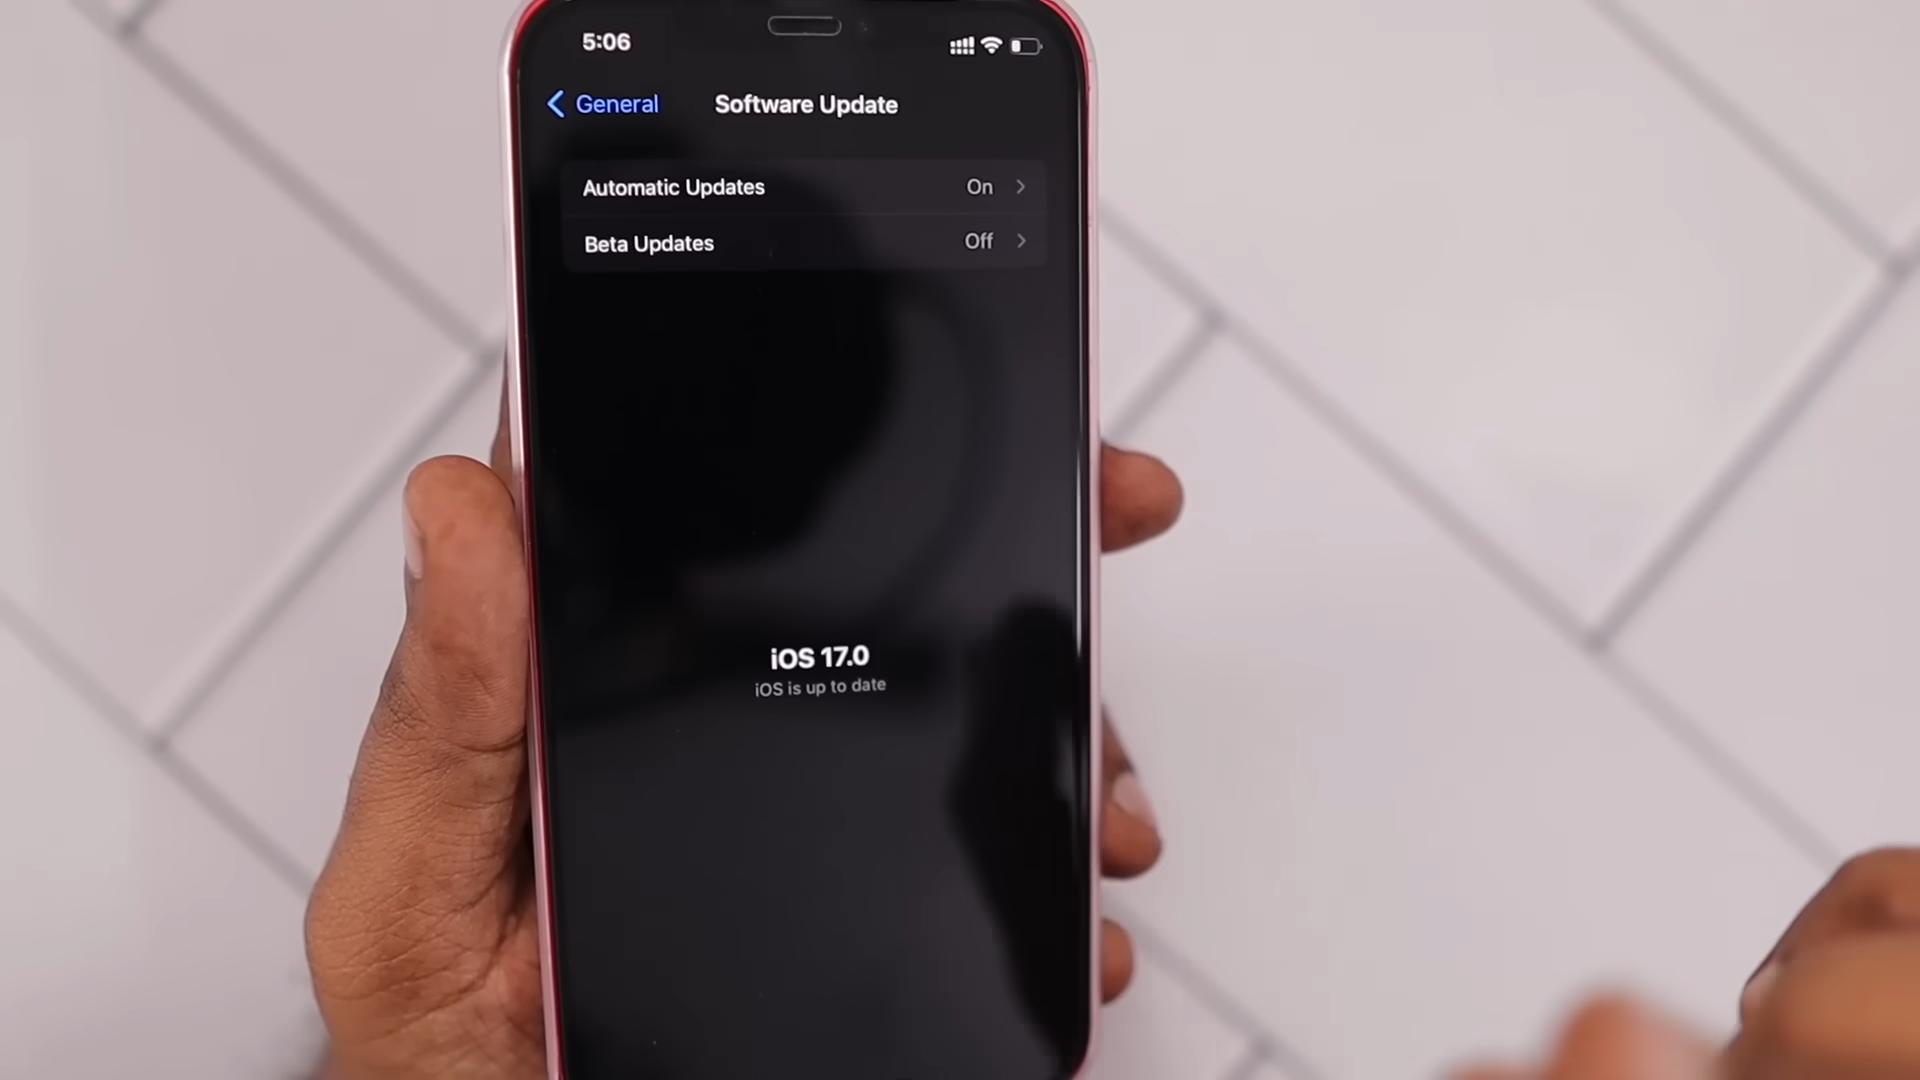 5:06
General
Software Update
Automatic Updates On
Beta Updates Off
iOS 17.0
iOS is up to date